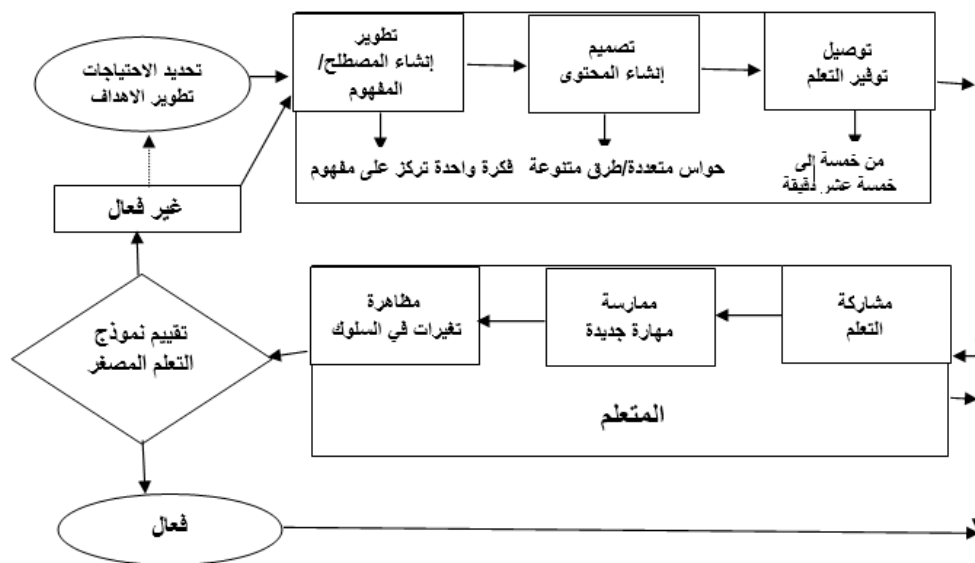 تحديد الاحتياجات
تطوير الاهداف
تطوير
إنشاء المصطلح/
المفهوم
تصميم
إنشاء المحتوى
توصيل
توفير التعلم
فكرة واحدة تركز على مفهوم
حواس متعددة/طرق متنوعة
من خمسة إلى
خمسة عشر دقيقة
غير فعال
مشاركة
التعلم
ممارسة
مهارة جديدة
مظاهرة
تغيرات في السلوك
المتعلم
تقييم نموذج
التعلم المصغر
فعال